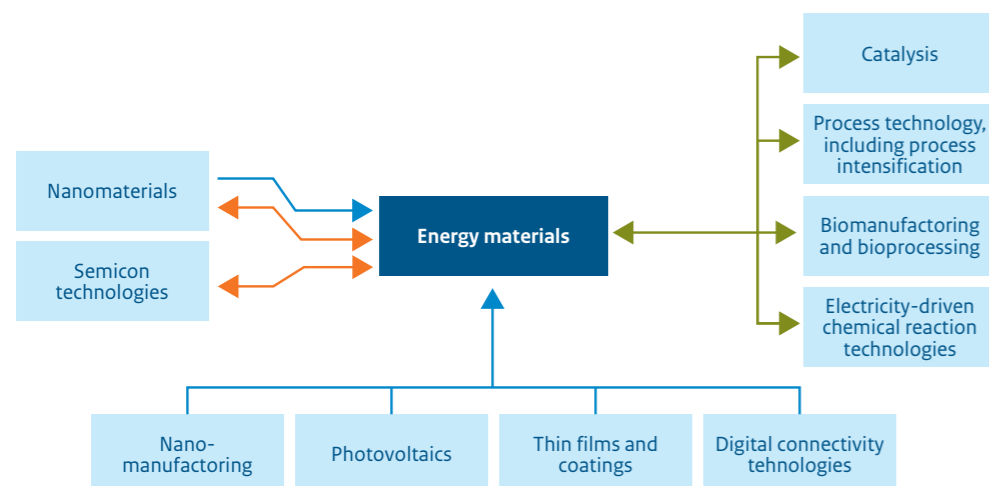 Catalysis
Process technology,
including process
intensification
Nanomaterials
Energy materials
Biomanufactoring
and bioprocessing
Semicon
technologies
Electricity-driven
chemical reaction
technologies
Nano-
manufactoring
Photovoltaics
Thin films and
coatings
Digital connectivity
tehnologies